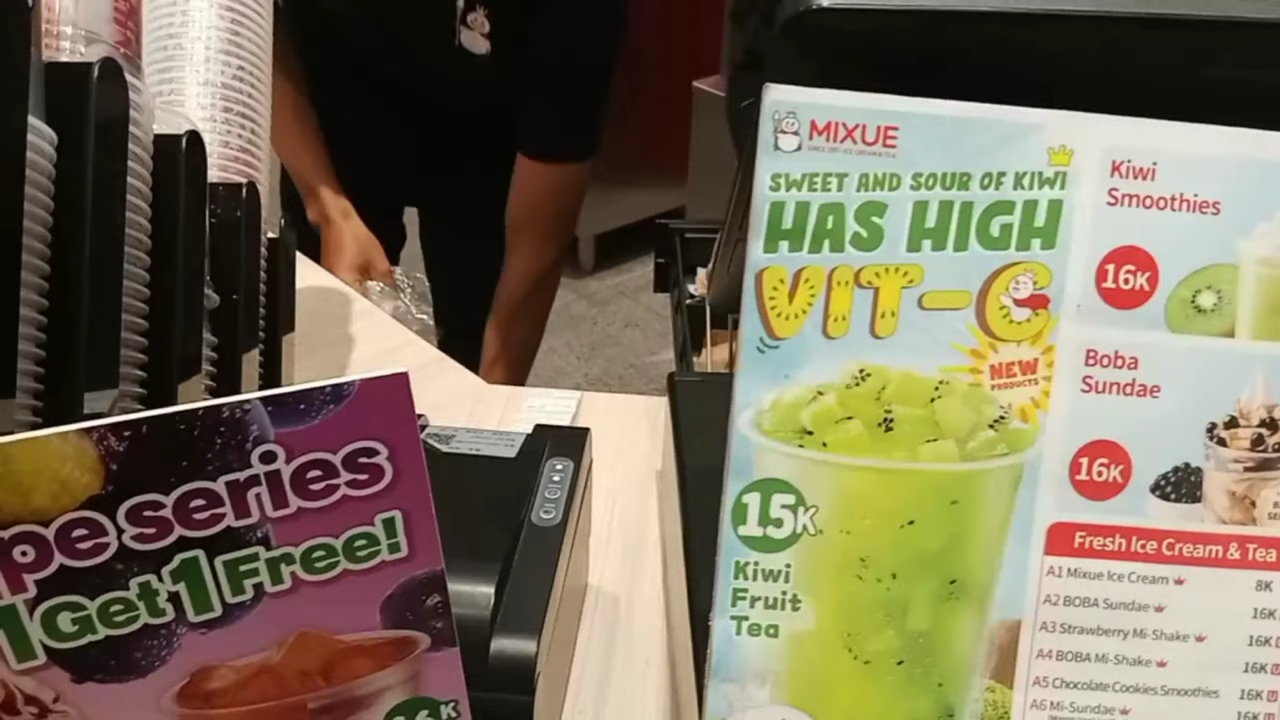 MIXUE
SWEET AND SOUR OF KIWI
HAS HIGH
VIT-C
NEW
PRODUCTS
15K
Kiwi
Fruit
Tea
Kiwi
Smoothies
16K
Boba
Sundae
16K
Fresh Ice Cream & Tea
A1 Mixue Ice Cream 8K
A2 BOBA Sundae 16K
A3 Strawberry Mi-Shake 16K
A4 BOBA Mi-Shake 16K
A5 Chocolate Cookies Smoothies 16K
A6 Mi-Sundae 16K
pe series
1 Get 1 Free!